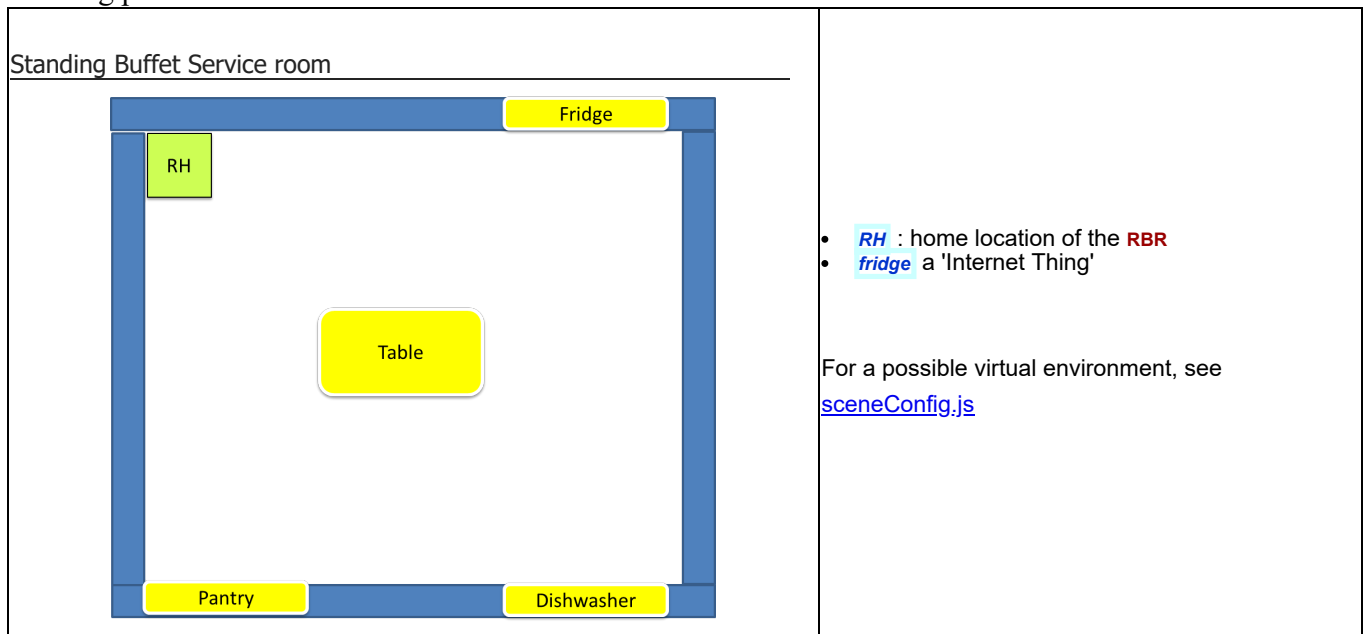 Standing Buffet Service room
Fridge
RH
Table
Pantry
Dishwasher
• RH : home location of the RBR
• fridge a 'Internet Thing'
For a possible virtual environment, see
sceneConfig.js